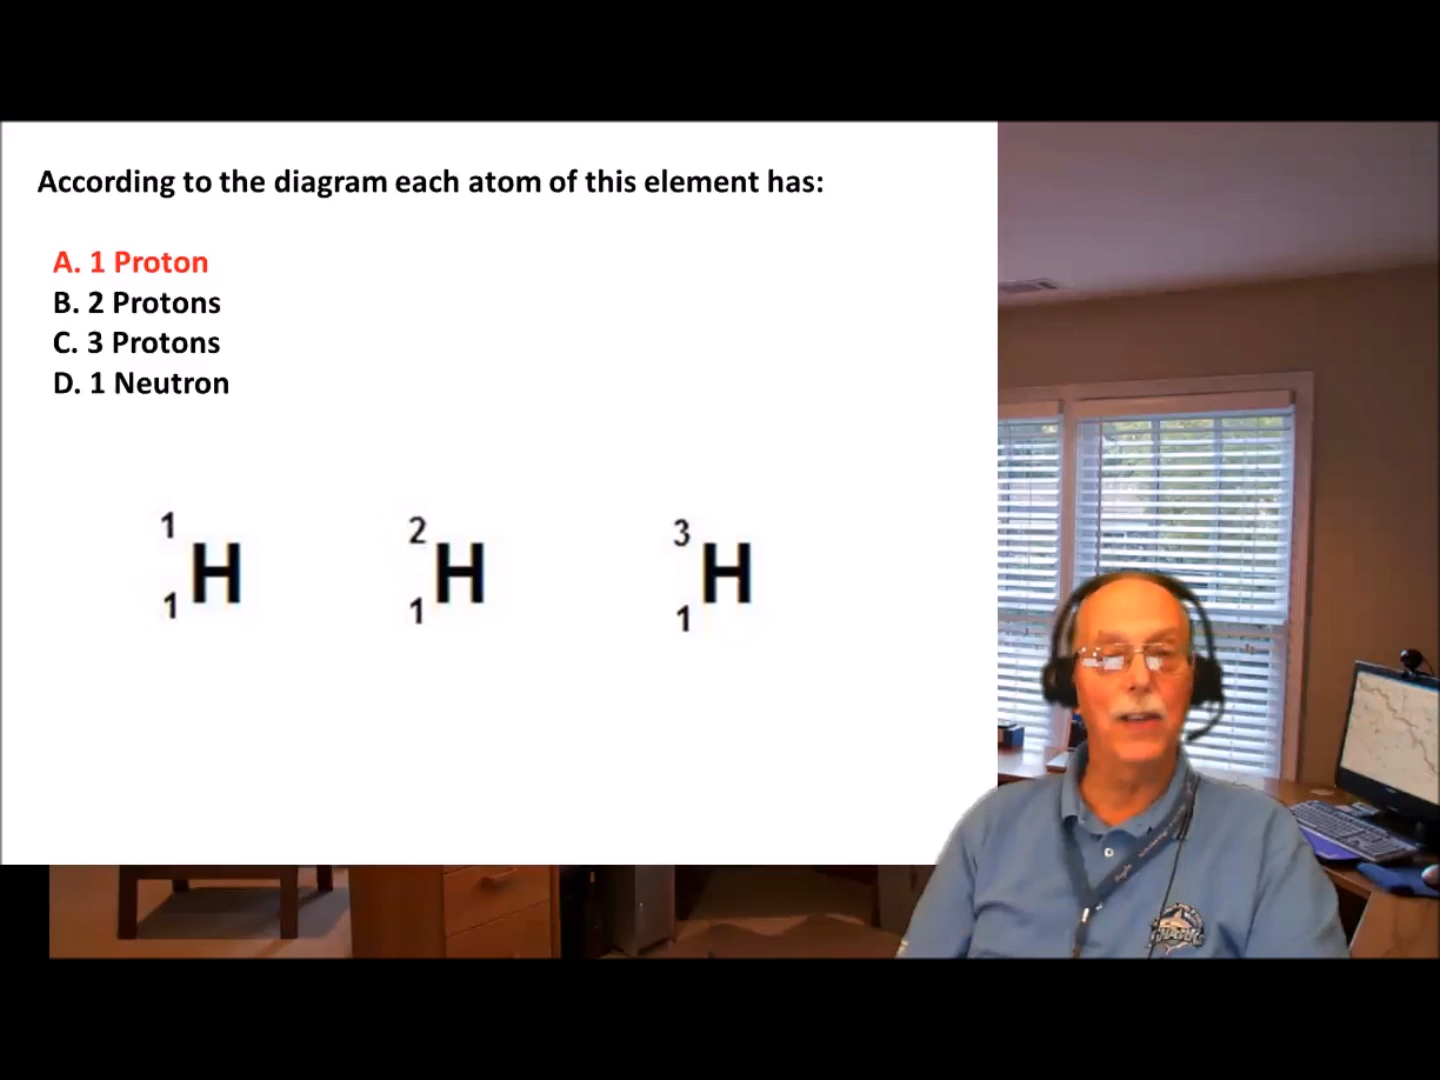 According to the diagram each atom of this element has:
A. 1 Proton
B. 2 Protons
C. 3 Protons
D. 1 Neutron
1 2 3
H H H
1 1 1